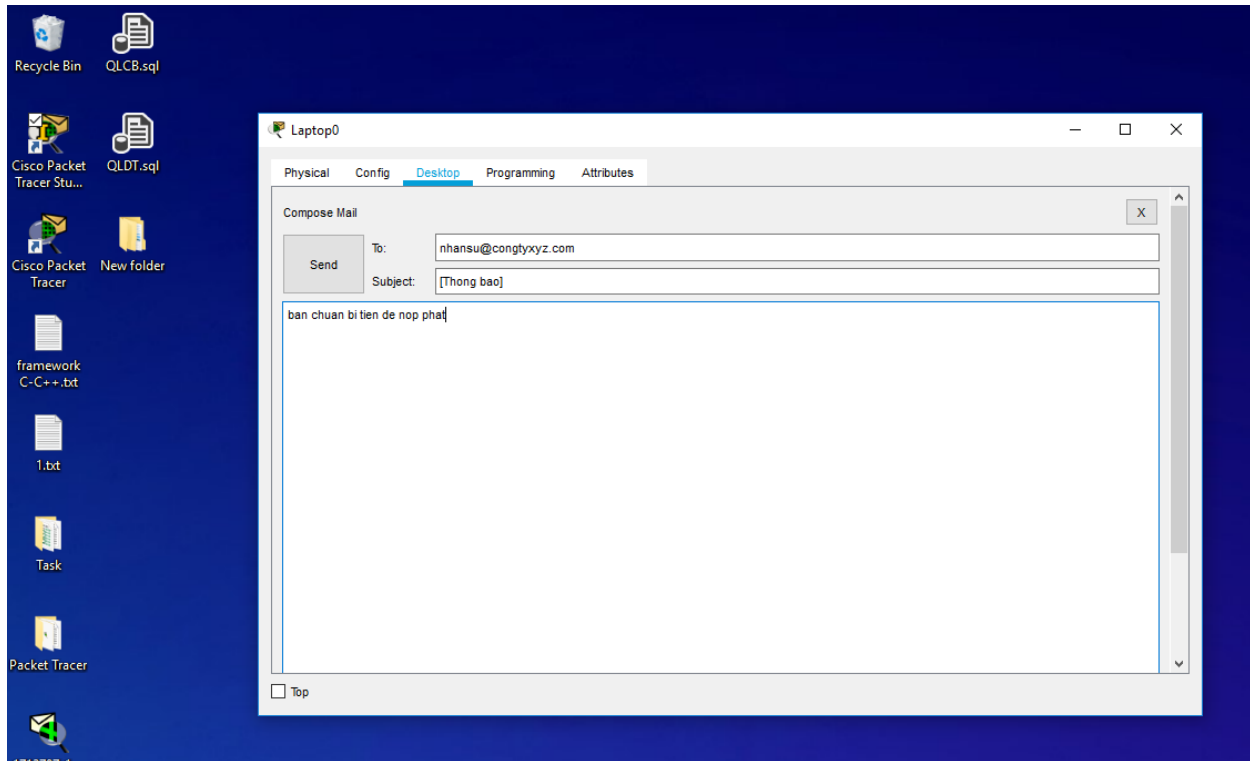 Recycle Bin
QLCB.sql
Cisco Packet
Tracer Stu...
QLDT.sql
Cisco Packet
Tracer
New folder
framework
C-C++.txt
1.txt
Task
Packet Tracer
Laptop0
Physical Config Desktop Programming Attributes
Compose Mail
X
Send
To: nhansu@congtyxyz.com
Subject: [Thong bao]
ban chuan bi tien de nop phat
Top